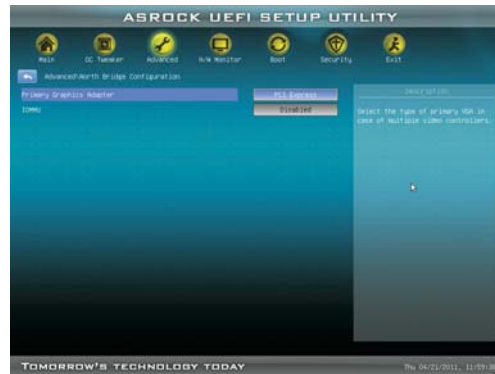 ASROCK UEFI SETUP UTILITY
Main OC Tweaker Advanced H/W Monitor Boot Security Exit
Advanced\North Bridge Configuration
Primary Graphics Adapter PCI Express
IOMMU Disabled
Description
Select the type of primary VGA in
case of multiple video controllers.
TOMORROW'S TECHNOLOGY TODAY
Thu 04/21/2011, 11:59: